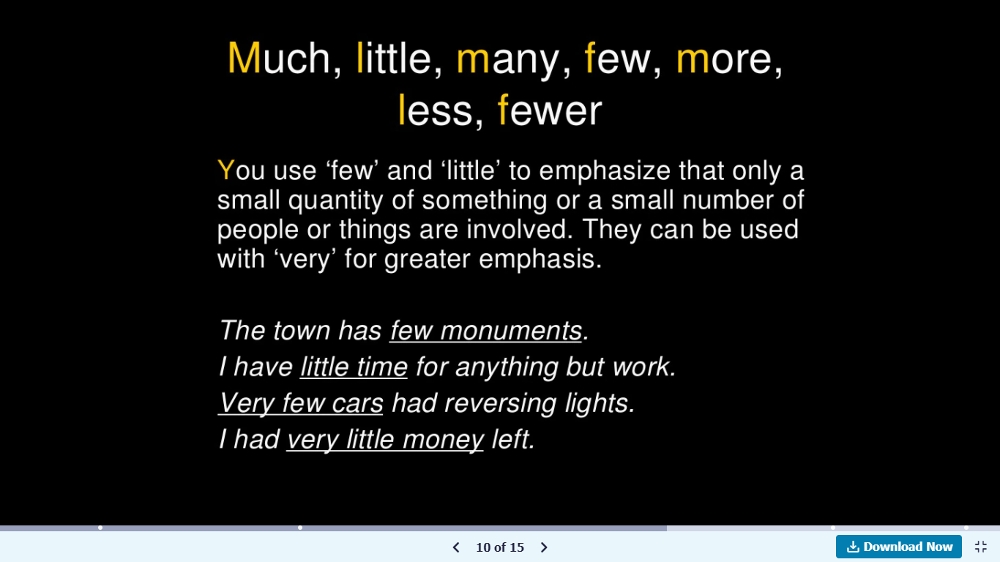 Much, little, many, few, more,
less, fewer
You use ‘few’ and ‘little’ to emphasize that only a
small quantity of something or a small number of
people or things are involved. They can be used
with ‘very’ for greater emphasis.
The town has few monuments.
I have little time for anything but work.
Very few cars had reversing lights.
I had very little money left.
10 of 15
Download Now